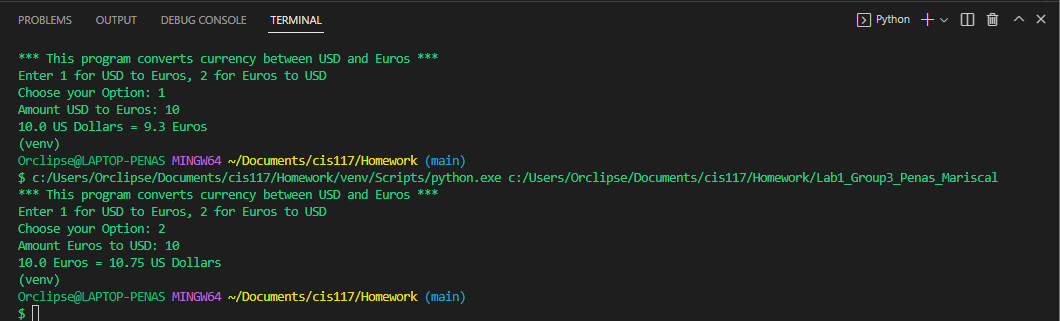 PROBLEMS OUTPUT DEBUG CONSOLE TERMINAL Python
*** This program converts currency between USD and Euros ***
Enter 1 for USD to Euros, 2 for Euros to USD
Choose your Option: 1
Amount USD to Euros: 10
10.0 US Dollars = 9.3 Euros
(venv)
Orclipse@LAPTOP-PENAS MINGW64 ~/Documents/cis117/Homework (main)
$ c:/Users/Orclipse/Documents/cis117/Homework/venv/Scripts/python.exe c:/Users/Orclipse/Documents/cis117/Homework/Lab1_Group3_Penas_Mariscal
*** This program converts currency between USD and Euros ***
Enter 1 for USD to Euros, 2 for Euros to USD
Choose your Option: 2
Amount Euros to USD: 10
10.0 Euros = 10.75 US Dollars
(venv)
Orclipse@LAPTOP-PENAS MINGW64 ~/Documents/cis117/Homework (main)
$